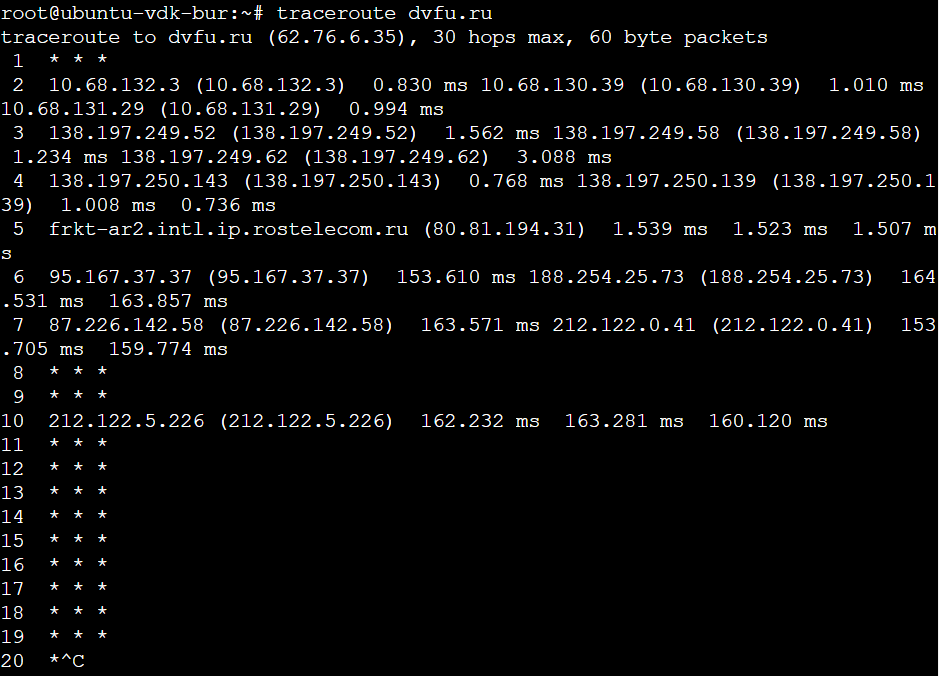 root@ubuntu-vdk-bur:~# traceroute dvfu.ru
traceroute to dvfu.ru (62.76.6.35), 30 hops max, 60 byte packets
 1  * * *
 2  10.68.132.3 (10.68.132.3)  0.830 ms 10.68.130.39 (10.68.130.39)  1.010 ms
10.68.131.29 (10.68.131.29)  0.994 ms
 3  138.197.249.52 (138.197.249.52)  1.562 ms 138.197.249.58 (138.197.249.58)
 1.234 ms 138.197.249.62 (138.197.249.62)  3.088 ms
 4  138.197.250.143 (138.197.250.143)  0.768 ms 138.197.250.139 (138.197.250.1
39)  1.008 ms  0.736 ms
 5  frkt-ar2.intl.ip.rostelecom.ru (80.81.194.31)  1.539 ms  1.523 ms  1.507 m
s
 6  95.167.37.37 (95.167.37.37)  153.610 ms 188.254.25.73 (188.254.25.73)  164
.531 ms  163.857 ms
 7  87.226.142.58 (87.226.142.58)  163.571 ms 212.122.0.41 (212.122.0.41)  153
.705 ms  159.774 ms
 8  * * *
 9  * * *
10  212.122.5.226 (212.122.5.226)  162.232 ms  163.281 ms  160.120 ms
11  * * *
12  * * *
13  * * *
14  * * *
15  * * *
16  * * *
17  * * *
18  * * *
19  * * *
20  *^C